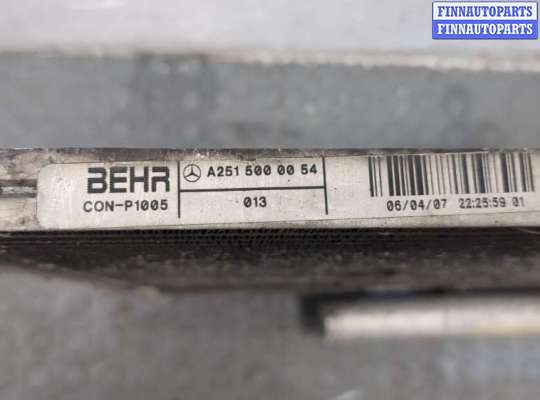 FINNAUTOPARTS
FINNAUTOPARTS
BEHR
CON-P1005
A251 500 00 54
013
06/04/07 22:25:59 01